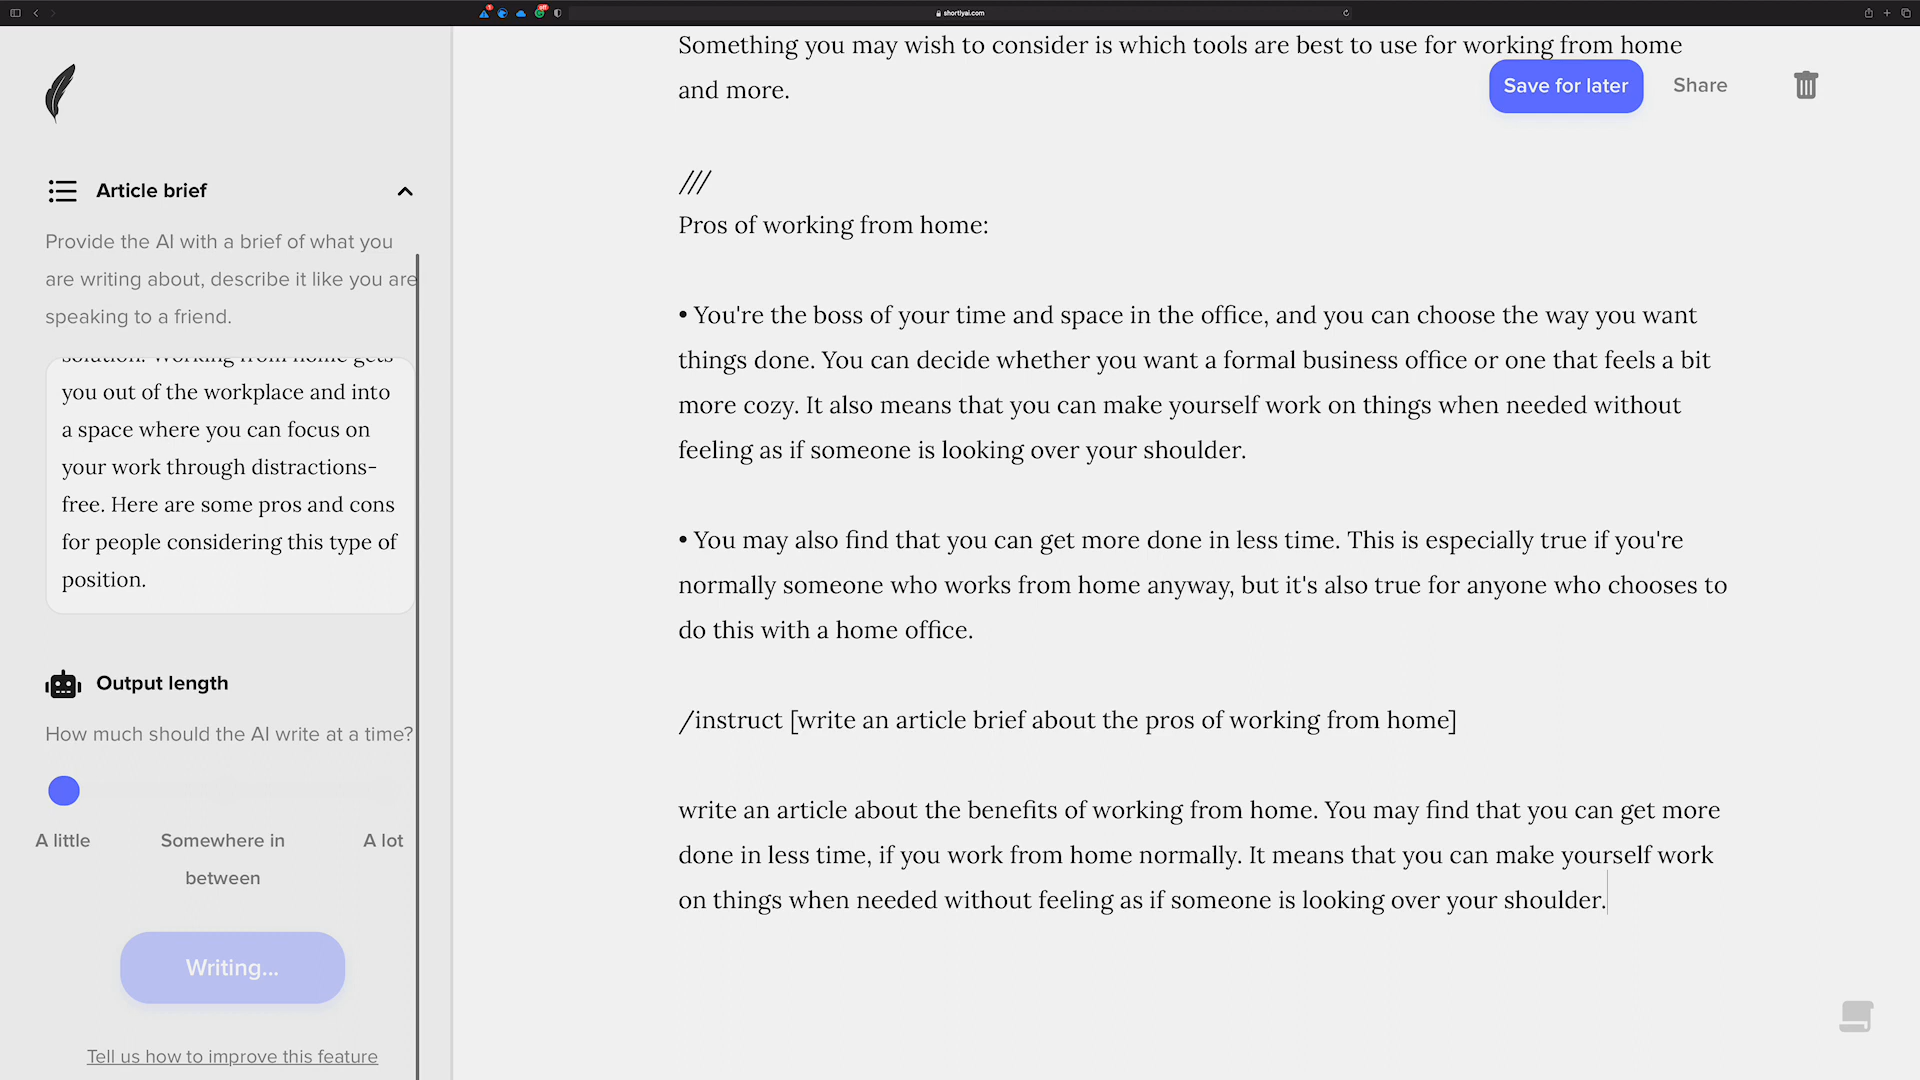 shortlyai.com
Something you may wish to consider is which tools are best to use for working from home
and more.
Save for later
Share
///
Pros of working from home:
• You're the boss of your time and space in the office, and you can choose the way you want
things done. You can decide whether you want a formal business office or one that feels a bit
more cozy. It also means that you can make yourself work on things when needed without
feeling as if someone is looking over your shoulder.
• You may also find that you can get more done in less time. This is especially true if you're
normally someone who works from home anyway, but it's also true for anyone who chooses to
do this with a home office.
/instruct [write an article brief about the pros of working from home]
write an article about the benefits of working from home. You may find that you can get more
done in less time, if you work from home normally. It means that you can make yourself work
on things when needed without feeling as if someone is looking over your shoulder.
Article brief
Provide the AI with a brief of what you
are writing about, describe it like you are
speaking to a friend.
solution. Working from home gets
you out of the workplace and into
a space where you can focus on
your work through distractions-
free. Here are some pros and cons
for people considering this type of
position.
Output length
How much should the AI write at a time?
A little
Somewhere in
between
A lot
Writing...
Tell us how to improve this feature